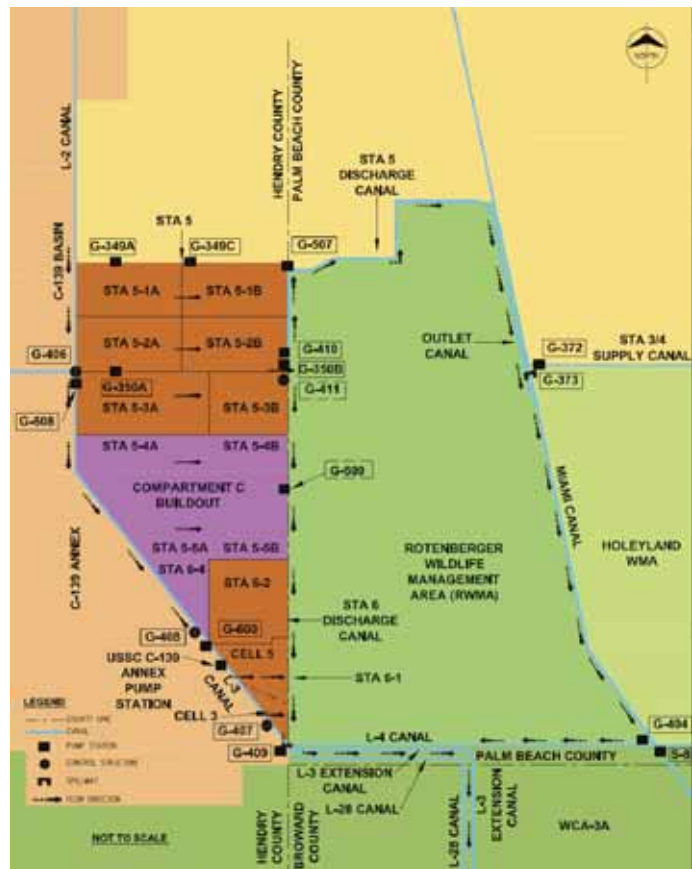 NORTH
L-2 CANAL
HENDRY COUNTY
PALM BEACH COUNTY
STA 5
DISCHARGE
CANAL
STA 5
G-349A
G-349C
G-507
C-139 BASIN
STA 5-1A
STA 5-1B
STA 5-2A
STA 5-2B
OUTLET
CANAL
G-372
STA 3/4
SUPPLY CANAL
G-406
G-410
G-350B
G-373
G-350A
G-411
G-508
STA 5-3A
STA 5-3B
STA 5-4A
STA 5-4B
COMPARTMENT C
BUILDOUT
MIAMI CANAL
HOLEYLAND
WMA
ROTENBERGER
WILDLIFE
MANAGEMENT
AREA (RWMA)
C-139 ANNEX
STA 5-5B
STA 6-4
STA 6-2
STA 6
DISCHARGE
CANAL
G-408
CELL 5
USSC C-139
ANNEX
PUMP
STATION
L-3
CANAL
STA 6-1
CELL 3
G-407
G-409
L-4 CANAL
G-404
PALM BEACH COUNTY
L-3 EXTENSION
CANAL
L-28 CANAL
LEGEND
COUNTY LINE
CANAL
PUMP STATION
CONTROL STRUCTURE
SPILLWAY
FLOW DIRECTION
NOT TO SCALE
HENDRY
COUNTY
BROWARD
COUNTY
L-28 CANAL
L-3
EXTENSION
CANAL
WCA-3A